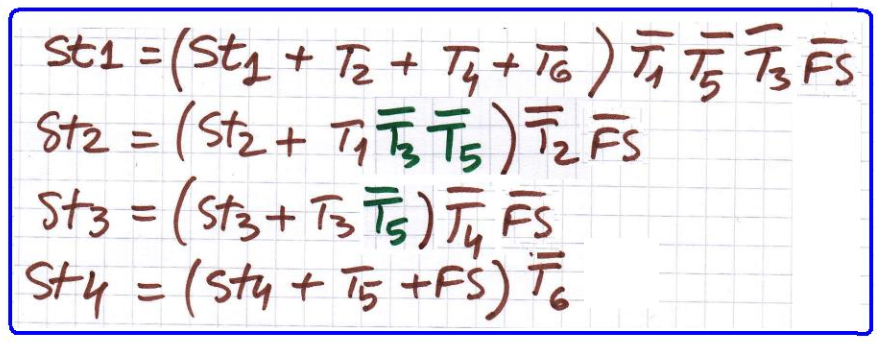 St1 = (St1 + T2 + T4 + T6) T̅1 T̅5 T̅3 F̅S
St2 = (St2 + T1 T̅3 T̅5) T̅2 F̅S
St3 = (St3 + T3 T̅5) T̅4 F̅S
St4 = (St4 + T5 + FS) T̅6